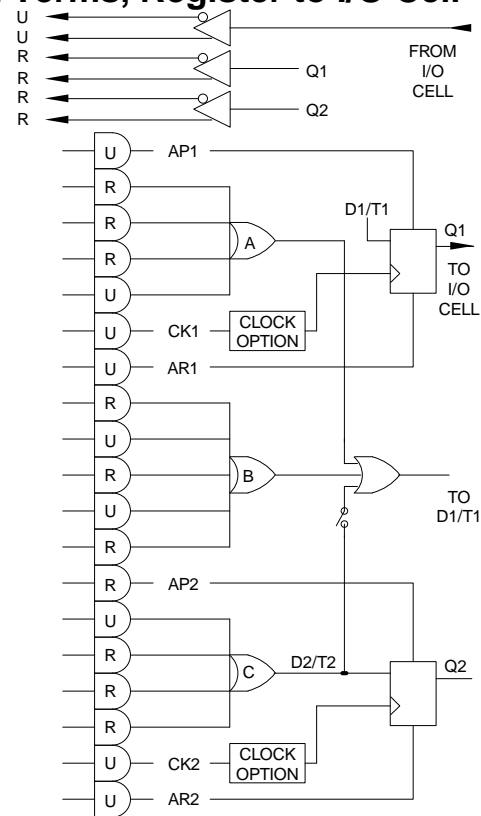 Terms, Register to I/O Cell
U
U
R
R
R
R
FROM
I/O
CELL
Q1
Q2
U AP1
R
R
A
D1/T1
Q1
R
TO
I/O
CELL
U
U CK1 CLOCK
OPTION
U AR1
R
U
R
B
TO
D1/T1
U
R
R AP2
U
R
C
D2/T2
Q2
R
R
U CK2 CLOCK
OPTION
U AR2